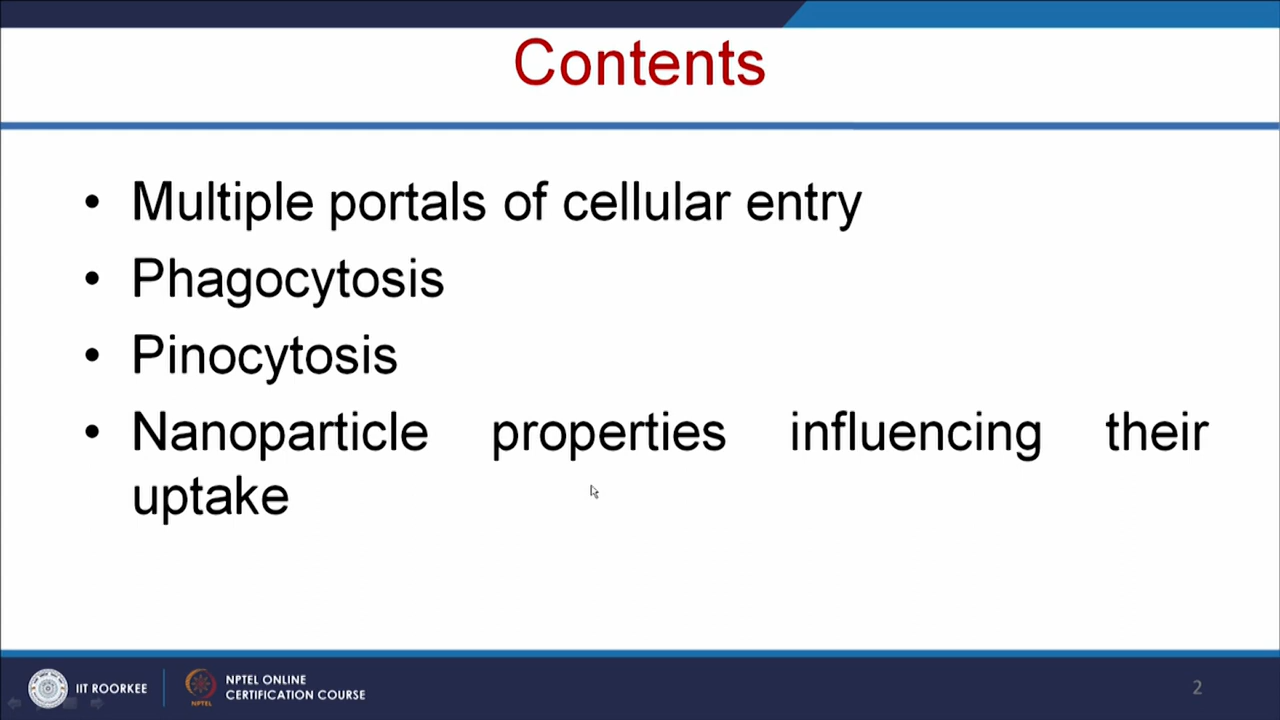 Contents
• Multiple portals of cellular entry
• Phagocytosis
• Pinocytosis
• Nanoparticle properties influencing their
uptake
IIT ROORKEE
NPTEL
NPTEL ONLINE
CERTIFICATION COURSE
2